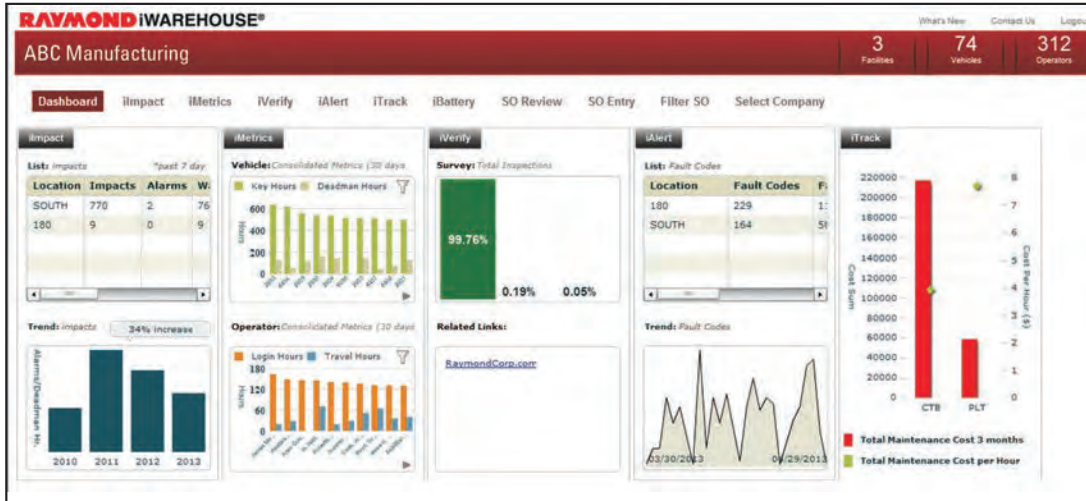 RAYMOND iWAREHOUSE®
What's New Contact Us Logou
ABC Manufacturing
3 Facilities
74 Vehicles
312 Operators
Dashboard iImpact iMetrics iVerify iAlert iTrack iBattery SO Review SO Entry Filter SO Select Company
iImpact
List: impacts *past 7 day
Location Impacts Alarms W
SOUTH 770 2 76
180 9 0 9
Trend: impacts 34% increase
Alarms/Deadman Hr.
2010 2011 2012 2013
iMetrics
Vehicle: Consolidated Metrics (30 days
Key Hours Deadman Hours
Hours
600
400
200
0
Operator: Consolidated Metrics (30 days
Login Hours Travel Hours
Hours
180
120
60
0
iVerify
Survey: Total Inspections
99.76%
0.19% 0.05%
Related Links:
RaymondCorp.com
iAlert
List: Fault Codes
Location Fault Codes F
180 229
SOUTH 164
Trend: Fault Codes
03/30/2013 06/29/2013
iTrack
Cost Sum
220000
200000
180000
160000
140000
120000
100000
80000
60000
40000
20000
0
8
7
6
5
4
3
2
1
0
Cost Per Hour ($)
CTB PLT
Total Maintenance Cost 3 months
Total Maintenance Cost per Hour